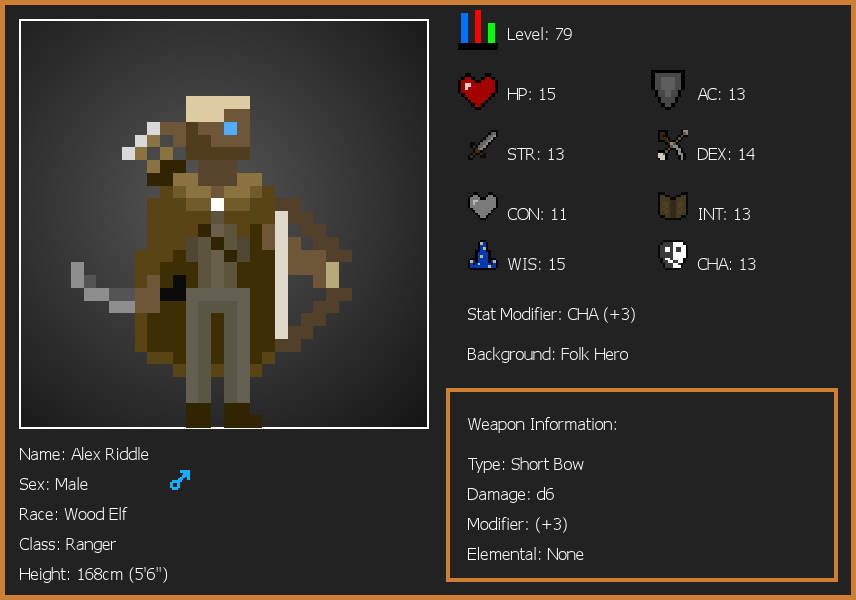 Level: 79
HP: 15
AC: 13
STR: 13
DEX: 14
CON: 11
INT: 13
WIS: 15
CHA: 13
Stat Modifier: CHA (+3)
Background: Folk Hero
Weapon Information:
Type: Short Bow
Damage: d6
Modifier: (+3)
Elemental: None
Name: Alex Riddle
Sex: Male
Race: Wood Elf
Class: Ranger
Height: 168cm (5'6")